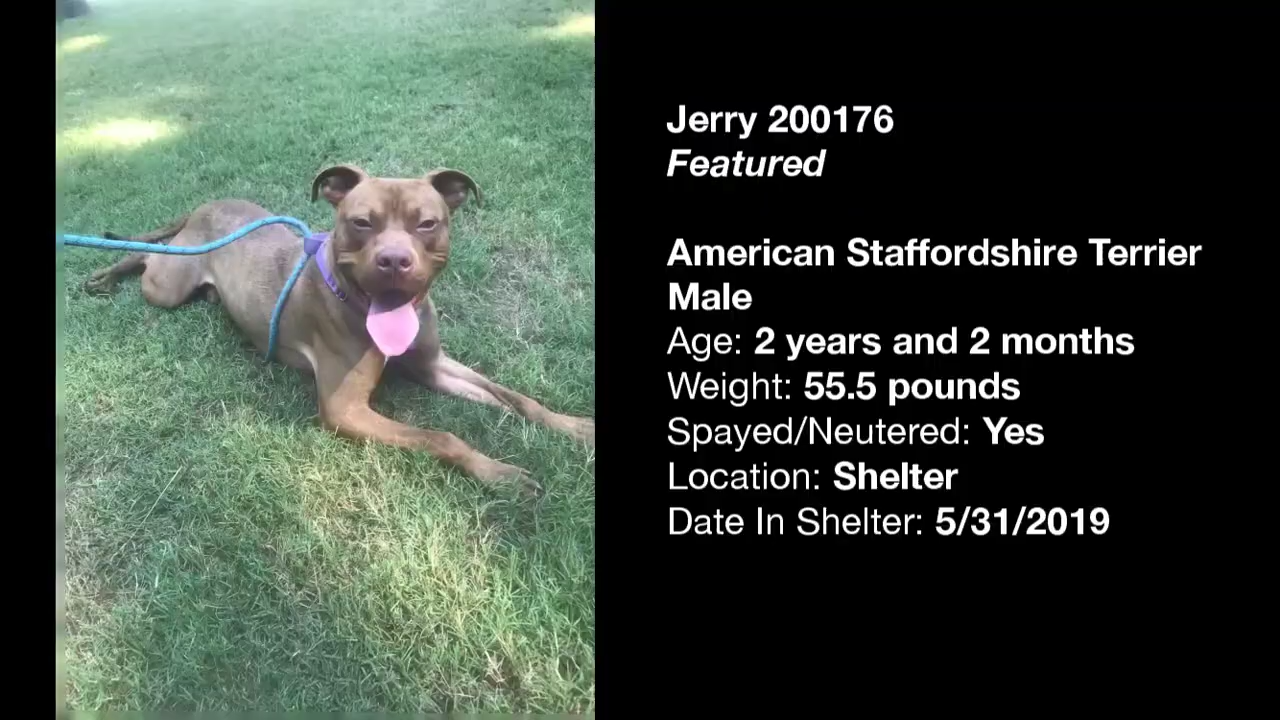 Jerry 200176
Featured
American Staffordshire Terrier
Male
Age: 2 years and 2 months
Weight: 55.5 pounds
Spayed/Neutered: Yes
Location: Shelter
Date In Shelter: 5/31/2019